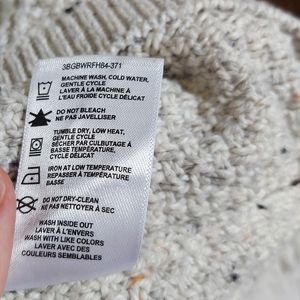 3BGBWRFH64-371
MACHINE WASH, COLD WATER,
GENTLE CYCLE
LAVER À LA MACHINE À
L'EAU FROIDE CYCLE DÉLICAT
DO NOT BLEACH
NE PAS JAVELLISER
TUMBLE DRY, LOW HEAT,
GENTLE CYCLE
SÉCHER PAR CULBUTAGE À
BASSE TEMPÉRATURE,
CYCLE DÉLICAT
IRON AT LOW TEMPERATURE
REPASSER À TEMPÉRATURE
BASSE
DO NOT DRY-CLEAN
NE PAS NETTOYER À SEC
WASH INSIDE OUT
LAVER À L'ENVERS
WASH WITH LIKE COLORS
LAVER AVEC DES
COULEURS SEMBLABLES